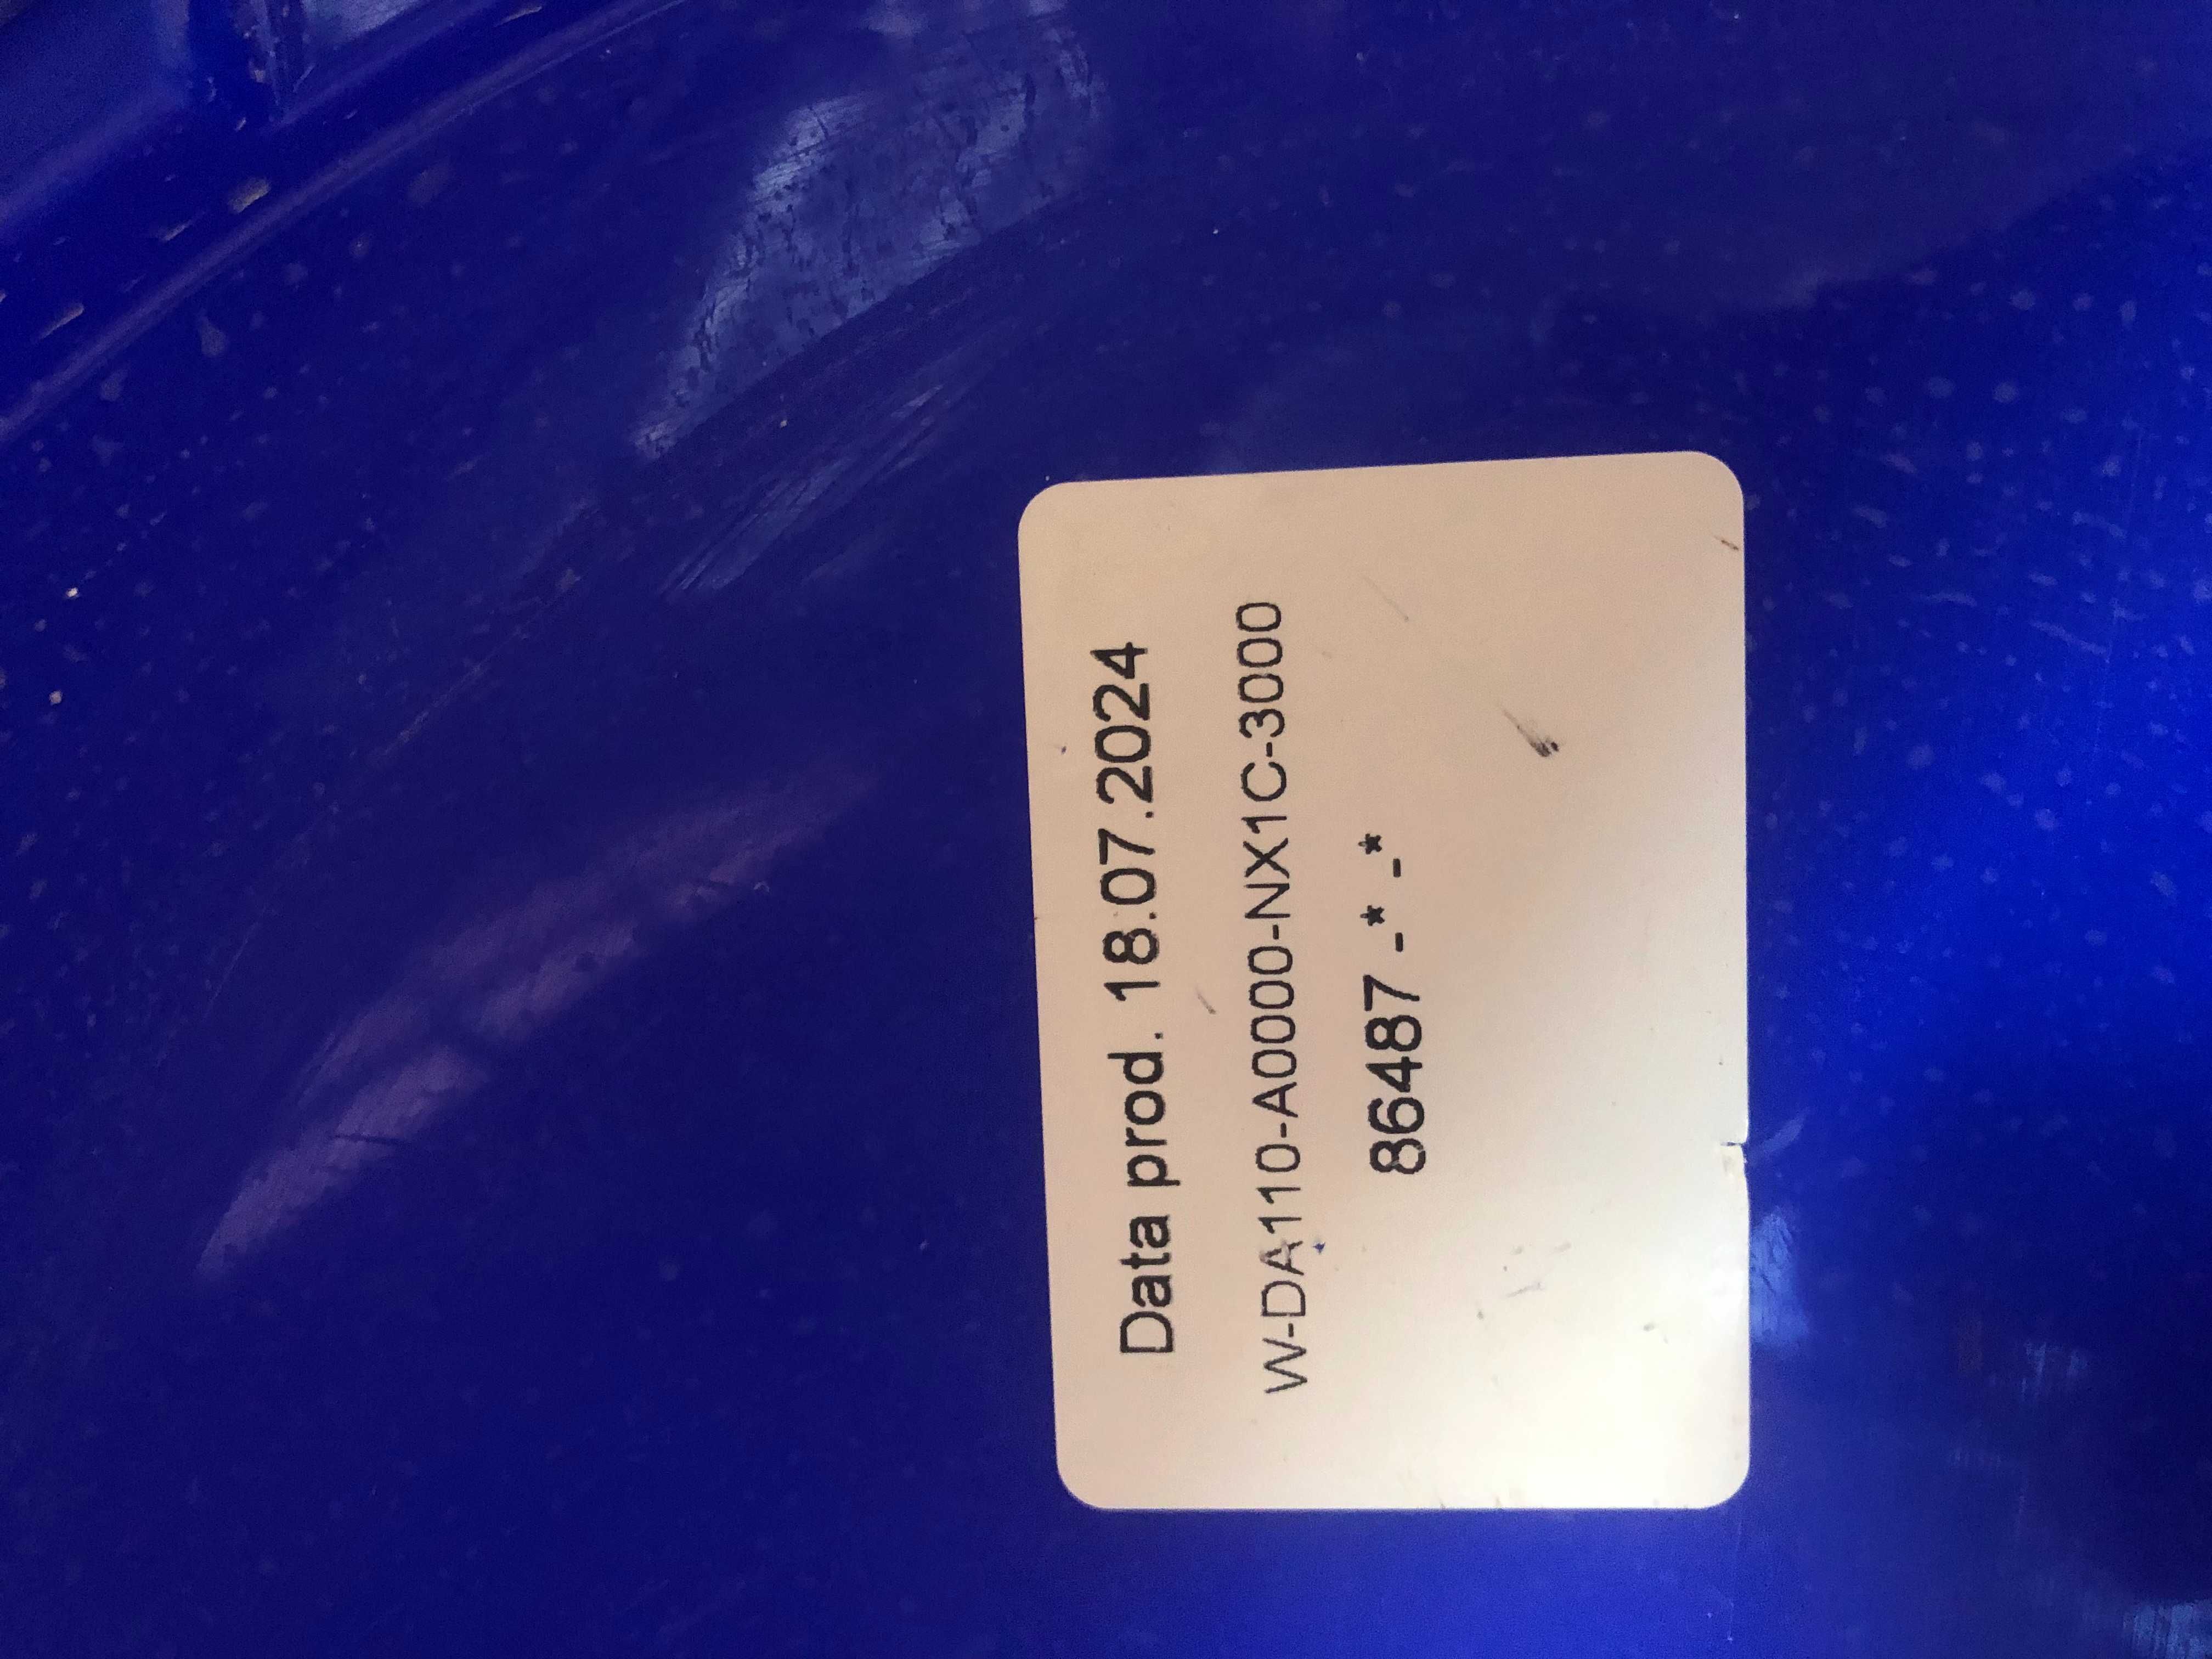 Data prod. 18.07.2024
W-DA110-A0000-NX1C-3000
86487 -* -*